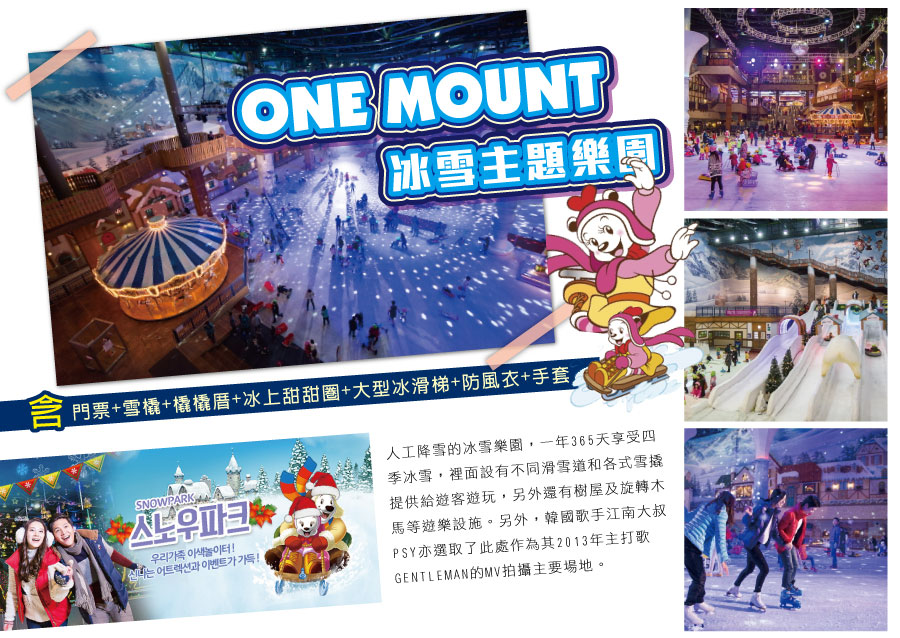 ONE MOUNT
冰雪主題樂園
含 門票+雪橇+橇橇厝+冰上甜甜圈+大型冰滑梯+防風衣+手套
人工降雪的冰雪樂園，一年365天享受四
季冰雪，裡面設有不同滑雪道和各式雪撬
提供給遊客遊玩，另外還有樹屋及旋轉木
馬等遊樂設施。另外，韓國歌手江南大叔
PSY亦選取了此處作為其2013年主打歌
GENTLEMAN的MV拍攝主要場地。
SNOWPARK
스노우파크
우리가족 이색놀이터!
신나는 어트렉션과 이벤트가 가득!